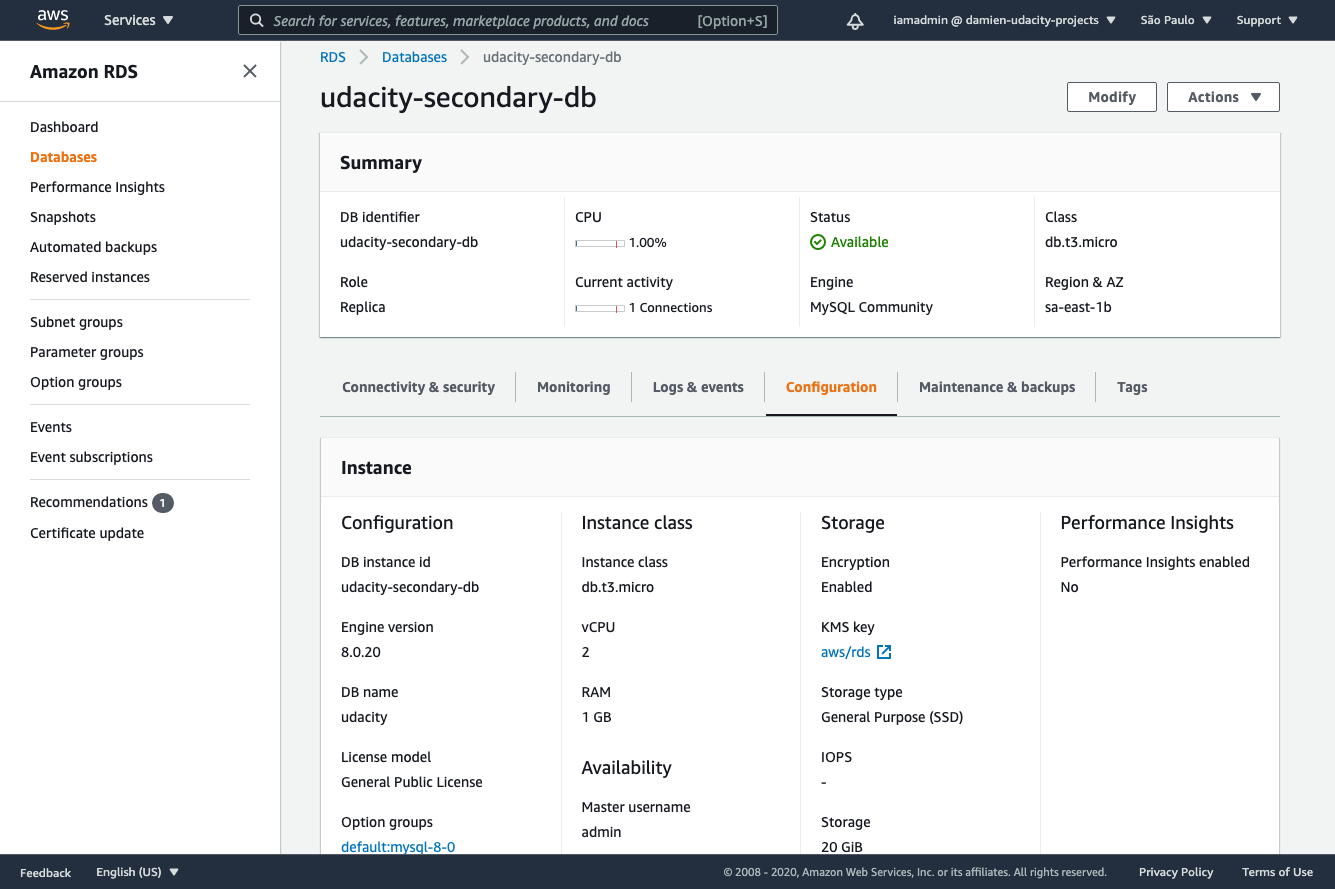 aws
Services
Search for services, features, marketplace products, and docs [Option+S]
iamadmin @ damien-udacity-projects
São Paulo
Support
Amazon RDS
Dashboard
Databases
Performance Insights
Snapshots
Automated backups
Reserved instances
Subnet groups
Parameter groups
Option groups
Events
Event subscriptions
Recommendations 1
Certificate update
RDS Databases udacity-secondary-db
udacity-secondary-db
Modify
Actions
Summary
DB identifier
udacity-secondary-db
Role
Replica
CPU
1.00%
Current activity
1 Connections
Status
Available
Engine
MySQL Community
Class
db.t3.micro
Region & AZ
sa-east-1b
Connectivity & security
Monitoring
Logs & events
Configuration
Maintenance & backups
Tags
Instance
Configuration
DB instance id
udacity-secondary-db
Engine version
8.0.20
DB name
udacity
License model
General Public License
Option groups
default:mysql-8-0
Instance class
Instance class
db.t3.micro
vCPU
2
RAM
1 GB
Availability
Master username
admin
Storage
Encryption
Enabled
KMS key
aws/rds
Storage type
General Purpose (SSD)
IOPS
-
Storage
20 GiB
Performance Insights
Performance Insights enabled
No
Feedback
English (US)
© 2008 - 2020, Amazon Web Services, Inc. or its affiliates. All rights reserved.
Privacy Policy
Terms of Use